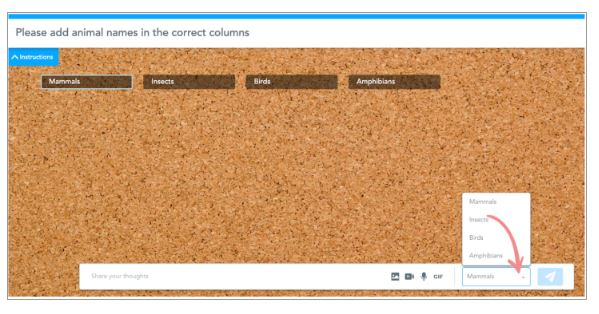 Please add animal names in the correct columns
Instructions
Mammals Insects Birds Amphibians
Mammals
Insects
Birds
Amphibians
Share your thoughts GIF Mammals